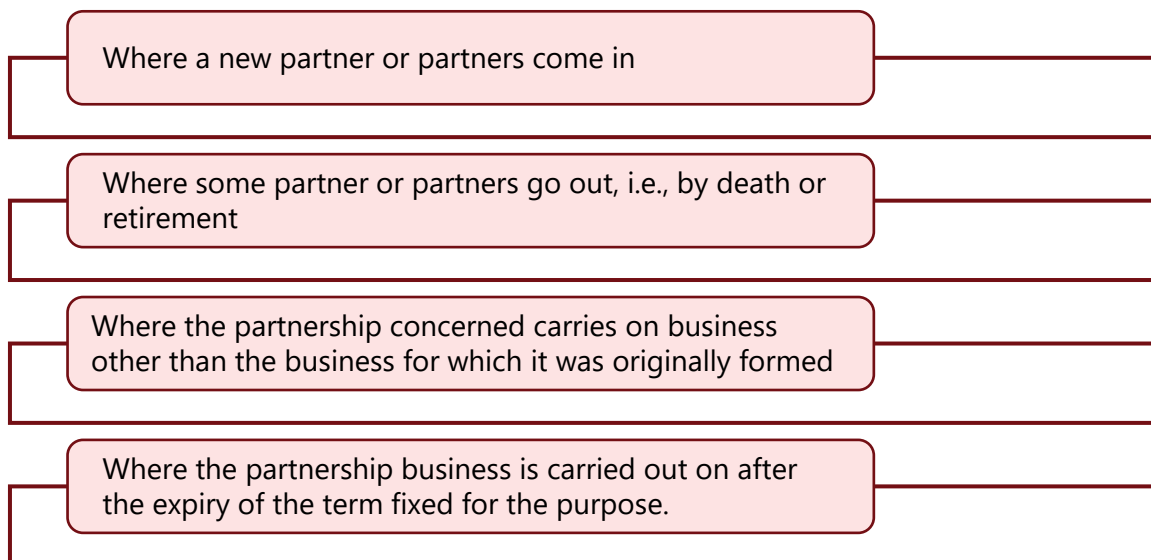 Where a new partner or partners come in
Where some partner or partners go out, i.e., by death or
retirement
Where the partnership concerned carries on business
other than the business for which it was originally formed
Where the partnership business is carried out on after
the expiry of the term fixed for the purpose.